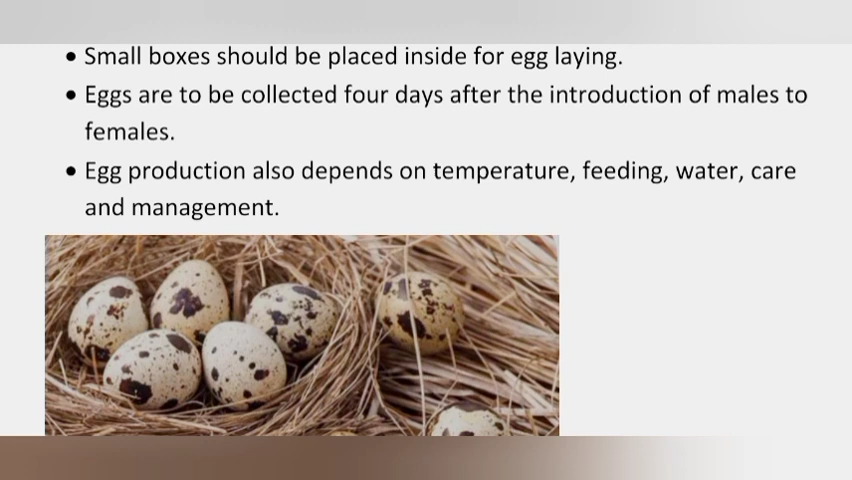 • Small boxes should be placed inside for egg laying.
• Eggs are to be collected four days after the introduction of males to
females.
• Egg production also depends on temperature, feeding, water, care
and management.